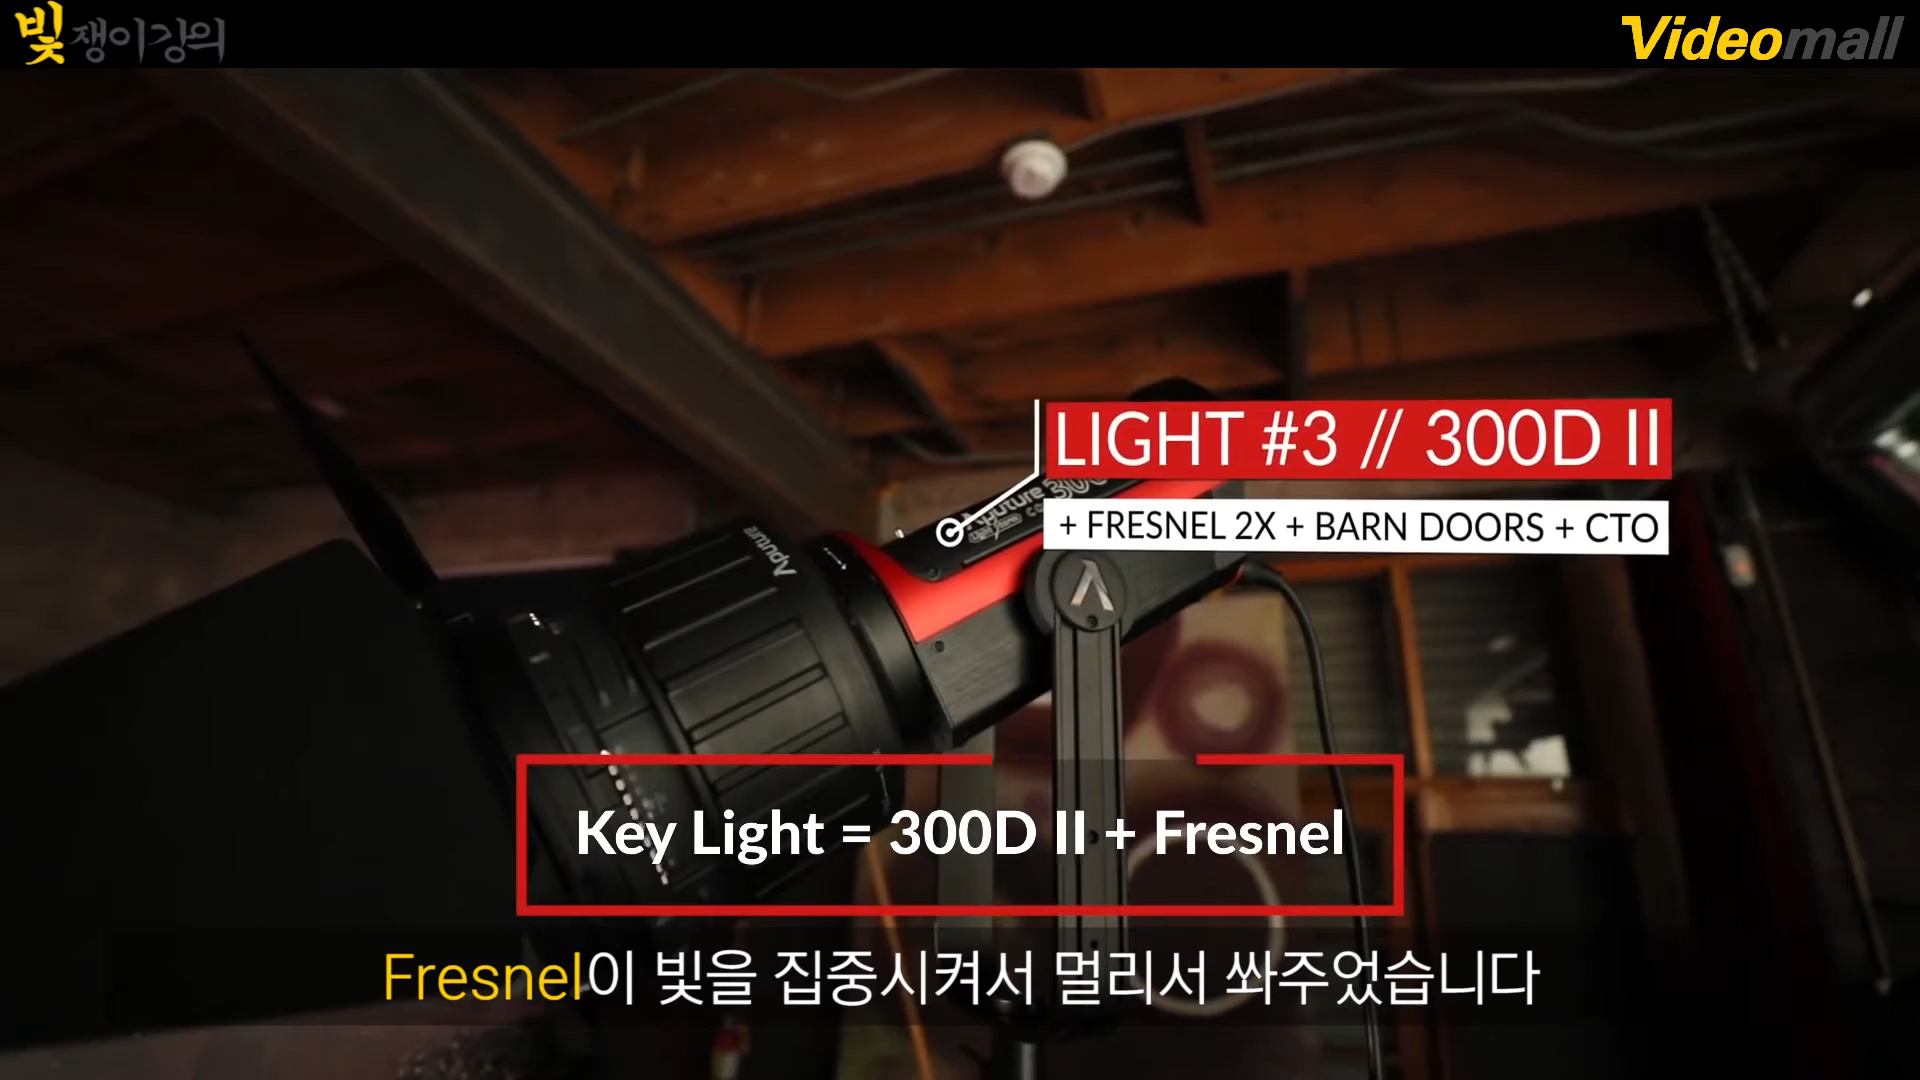 빛쟁이강의
Videomall
LIGHT #3 // 300D II
+ FRESNEL 2X + BARN DOORS + CTO
Aputure
Aputure
Key Light = 300D II + Fresnel
Fresnel이 빛을 집중시켜서 멀리서 쏴주었습니다